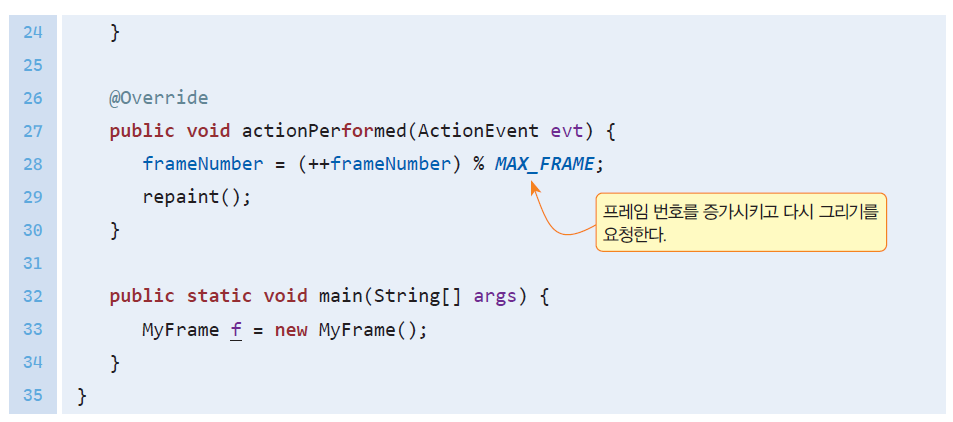 24 }
25
26 @Override
27 public void actionPerformed(ActionEvent evt) {
28 frameNumber = (++frameNumber) % MAX_FRAME;
29 repaint();
프레임 번호를 증가시키고 다시 그리기를
요청한다.
30 }
31
32 public static void main(String[] args) {
33 MyFrame f = new MyFrame();
34 }
35 }